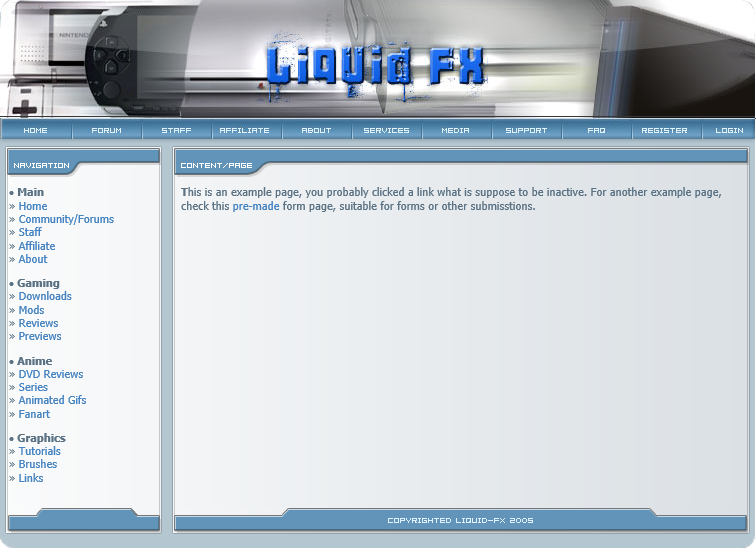 NINTENDO
Liquid FX
HOME FORUM STAFF AFFILIATE ABOUT SERVICES MEDIA SUPPORT FAQ REGISTER LOGIN
NAVIGATION
• Main
» Home
» Community/Forums
» Staff
» Affiliate
» About
• Gaming
» Downloads
» Mods
» Reviews
» Previews
• Anime
» DVD Reviews
» Series
» Animated Gifs
» Fanart
• Graphics
» Tutorials
» Brushes
» Links
CONTENT/PAGE
This is an example page, you probably clicked a link what is suppose to be inactive. For another example page,
check this pre-made form page, suitable for forms or other submisstions.
COPYRIGHTED LIQUID-FX 2005